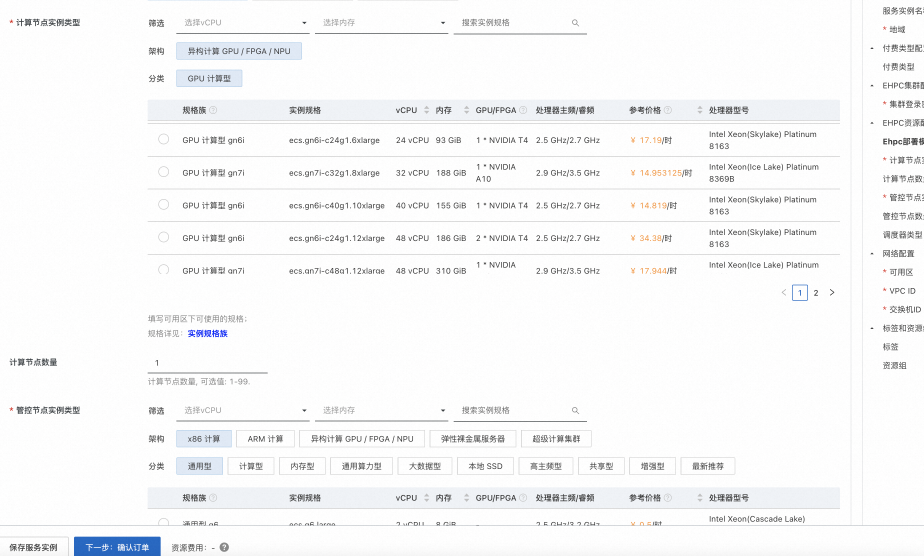 * 计算节点实例类型
筛选 选择vCPU 选择内存 搜索实例规格
架构 异构计算 GPU / FPGA / NPU
分类 GPU 计算型
规格族 实例规格 vCPU 内存 GPU/FPGA 处理器主频/睿频 参考价格 处理器型号
GPU 计算型 gn6i ecs.gn6i-c24g1.6xlarge 24 vCPU 93 GiB 1 * NVIDIA T4 2.5 GHz/2.7 GHz ¥ 17.19/时 Intel Xeon(Skylake) Platinum 8163
GPU 计算型 gn7i ecs.gn7i-c32g1.8xlarge 32 vCPU 188 GiB 1 * NVIDIA A10 2.9 GHz/3.5 GHz ¥ 14.953125/时 Intel Xeon(Ice Lake) Platinum 8369B
GPU 计算型 gn6i ecs.gn6i-c40g1.10xlarge 40 vCPU 155 GiB 1 * NVIDIA T4 2.5 GHz/2.7 GHz ¥ 14.819/时 Intel Xeon(Skylake) Platinum 8163
GPU 计算型 gn6i ecs.gn6i-c24g1.12xlarge 48 vCPU 186 GiB 2 * NVIDIA T4 2.5 GHz/2.7 GHz ¥ 34.38/时 Intel Xeon(Skylake) Platinum 8163
GPU 计算型 gn7i ecs.gn7i-c48g1.12xlarge 48 vCPU 310 GiB 1 * NVIDIA 2.9 GHz/3.5 GHz ¥ 17.944/时 Intel Xeon(Ice Lake) Platinum
< 1 2 >
填写可用区下可使用的规格；
规格详见：实例规格族
计算节点数量 1
计算节点数量, 可选值: 1-99.
* 管控节点实例类型
筛选 选择vCPU 选择内存 搜索实例规格
架构 x86 计算 ARM 计算 异构计算 GPU / FPGA / NPU 弹性裸金属服务器 超级计算集群
分类 通用型 计算型 内存型 通用算力型 大数据型 本地 SSD 高主频型 共享型 增强型 最新推荐
规格族 实例规格 vCPU 内存 GPU/FPGA 处理器主频/睿频 参考价格 处理器型号
通用型 g6 ecs.g6.large 2 vCPU 8 GiB - 2.5 GHz/3.2 GHz ¥ 0.5/时 Intel Xeon(Cascade Lake)
保存服务实例 下一步：确认订单 资源费用： -
服务实例名
* 地域
- 付费类型配
付费类型
- EHPC集群
* 集群登录
- EHPC资源
Ehpc部署
* 计算节点
计算节点数
* 管控节点
管控节点数
调度器类型
- 网络配置
* 可用区
* VPC ID
* 交换机ID
- 标签和资源
标签
资源组